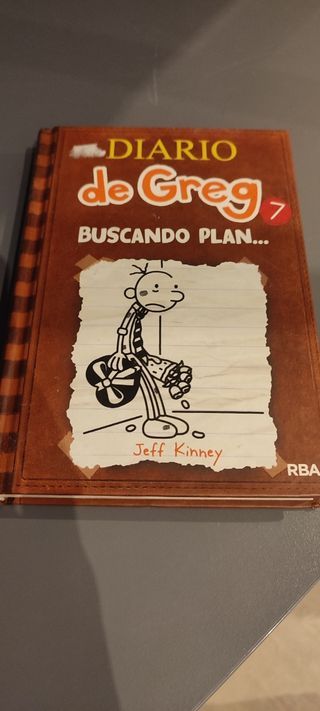 DIARIO
de Greg 7
BUSCANDO PLAN...
Jeff Kinney
RBA